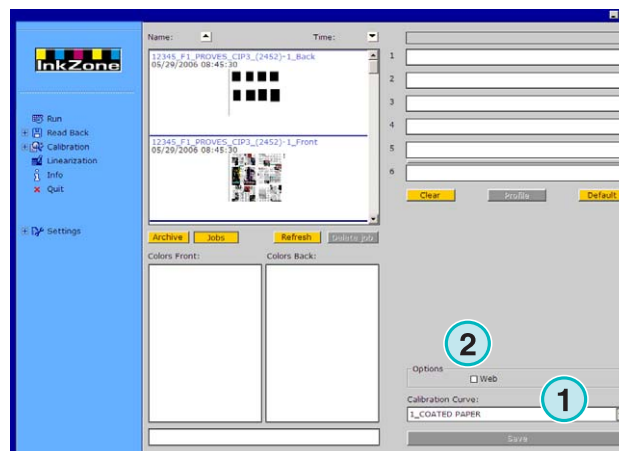 InkZone
Run
Read Back
Calibration
Linearization
Info
Quit
Settings
Name:
Time:
12345_F1_PROVES_CIP3_(2452)-1_Back
05/29/2006 08:45:30
12345_F1_PROVES_CIP3_(2452)-1_Front
05/29/2006 08:45:30
Archive
Jobs
Refresh
Delete job
Colors Front:
Colors Back:
1
2
3
4
5
6
Clear
Profile
Default
2
Options
Web
Calibration Curve:
1
1_COATED PAPER
Save